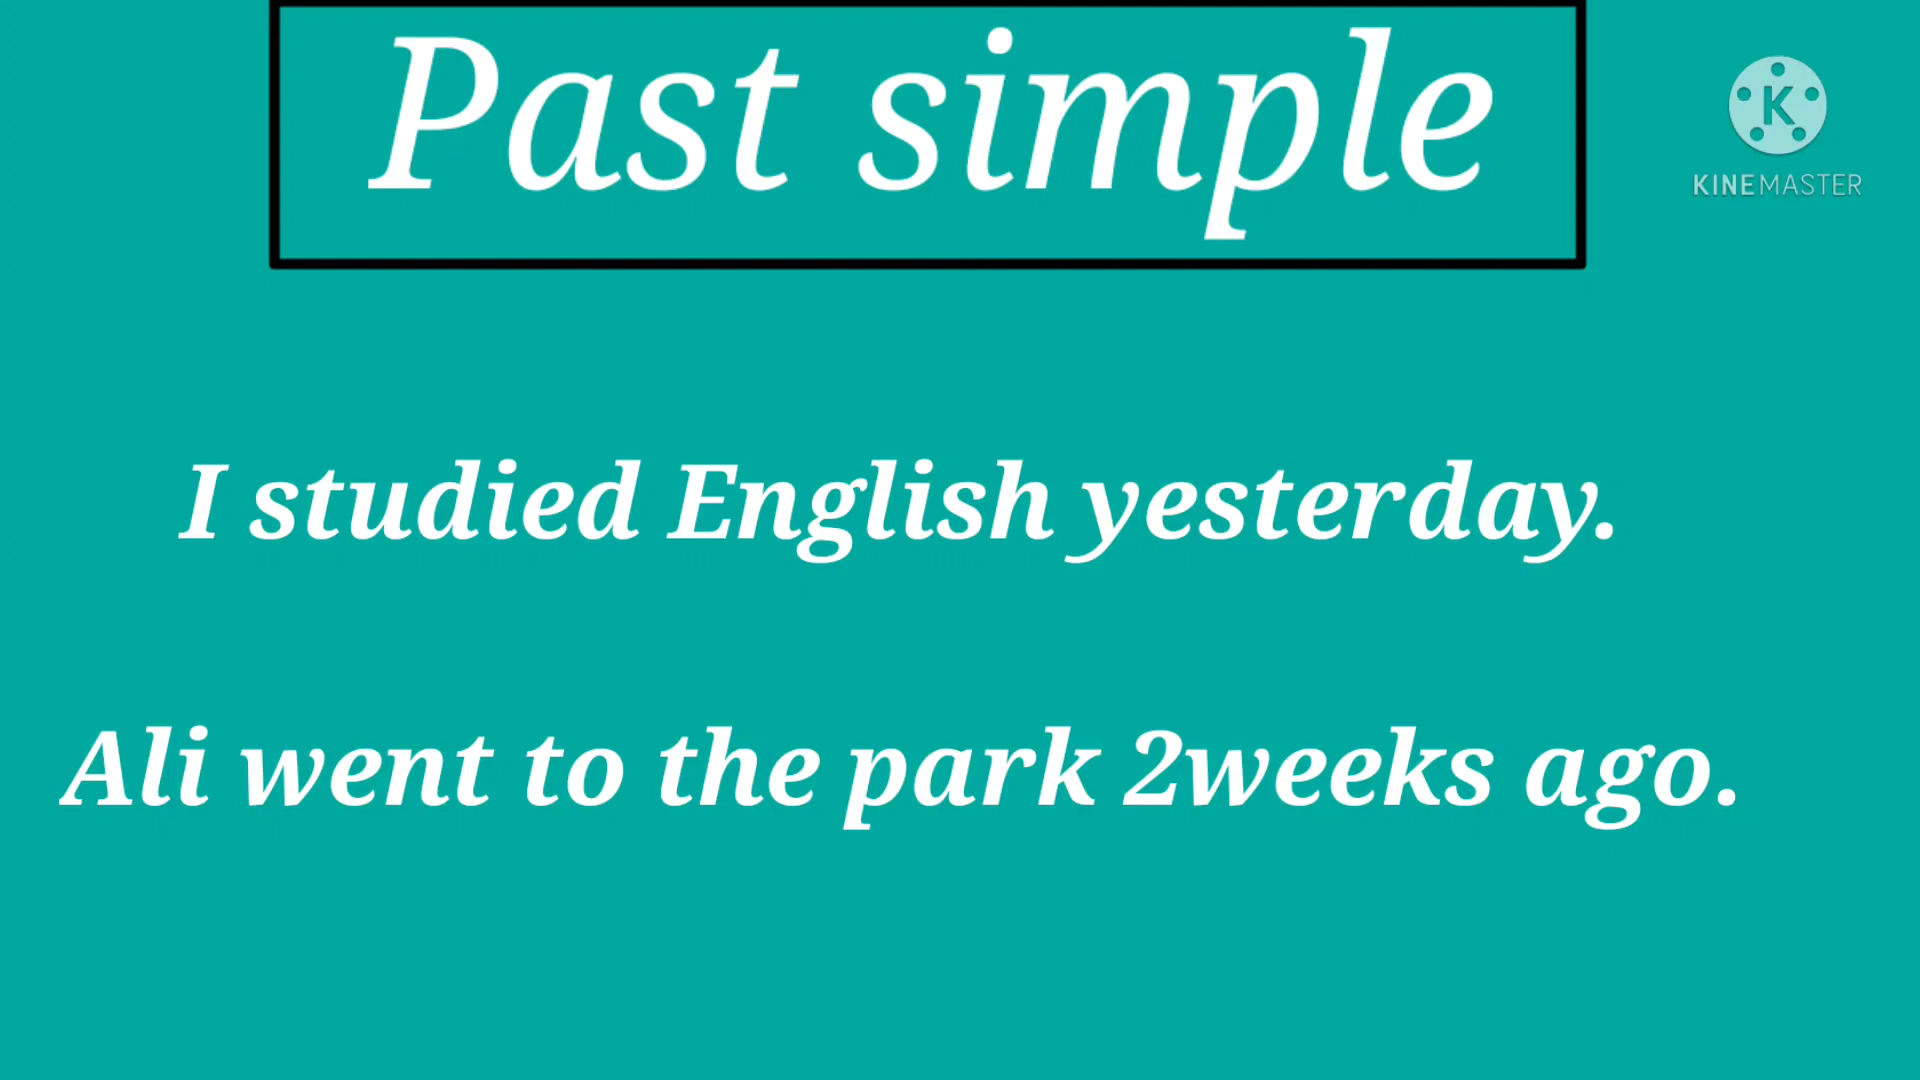 Past simple
K
KINEMASTER
I studied English yesterday.
Ali went to the park 2weeks ago.